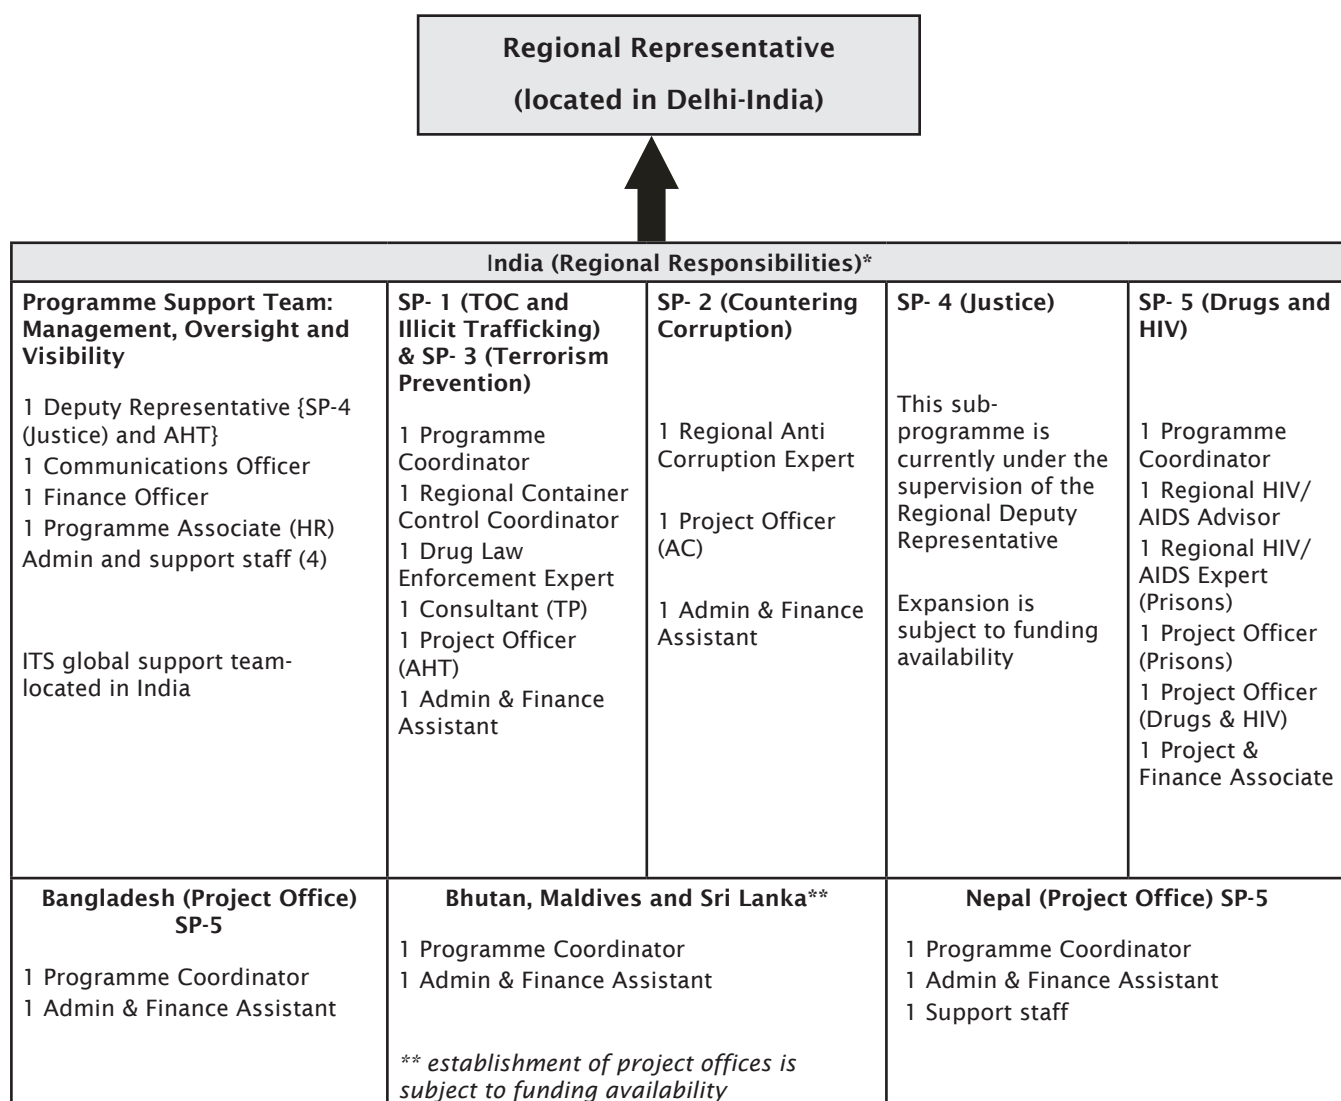 Regional Representative
(located in Delhi-India)
India (Regional Responsibilities)*
Programme Support Team:
Management, Oversight and
Visibility
1 Deputy Representative {SP-4
(Justice) and AHT}
1 Communications Officer
1 Finance Officer
1 Programme Associate (HR)
Admin and support staff (4)
ITS global support team-
located in India
SP- 1 (TOC and
Illicit Trafficking)
& SP- 3 (Terrorism
Prevention)
1 Programme
Coordinator
1 Regional Container
Control Coordinator
1 Drug Law
Enforcement Expert
1 Consultant (TP)
1 Project Officer
(AHT)
1 Admin & Finance
Assistant
SP- 2 (Countering
Corruption)
1 Regional Anti
Corruption Expert
1 Project Officer
(AC)
1 Admin & Finance
Assistant
SP- 4 (Justice)
This sub-
programme is
currently under the
supervision of the
Regional Deputy
Representative
Expansion is
subject to funding
availability
SP- 5 (Drugs and
HIV)
1 Programme
Coordinator
1 Regional HIV/
AIDS Advisor
1 Regional HIV/
AIDS Expert
(Prisons)
1 Project Officer
(Prisons)
1 Project Officer
(Drugs & HIV)
1 Project &
Finance Associate
Bangladesh (Project Office)
SP-5
1 Programme Coordinator
1 Admin & Finance Assistant
Bhutan, Maldives and Sri Lanka**
1 Programme Coordinator
1 Admin & Finance Assistant
** establishment of project offices is
subject to funding availability
Nepal (Project Office) SP-5
1 Programme Coordinator
1 Admin & Finance Assistant
1 Support staff